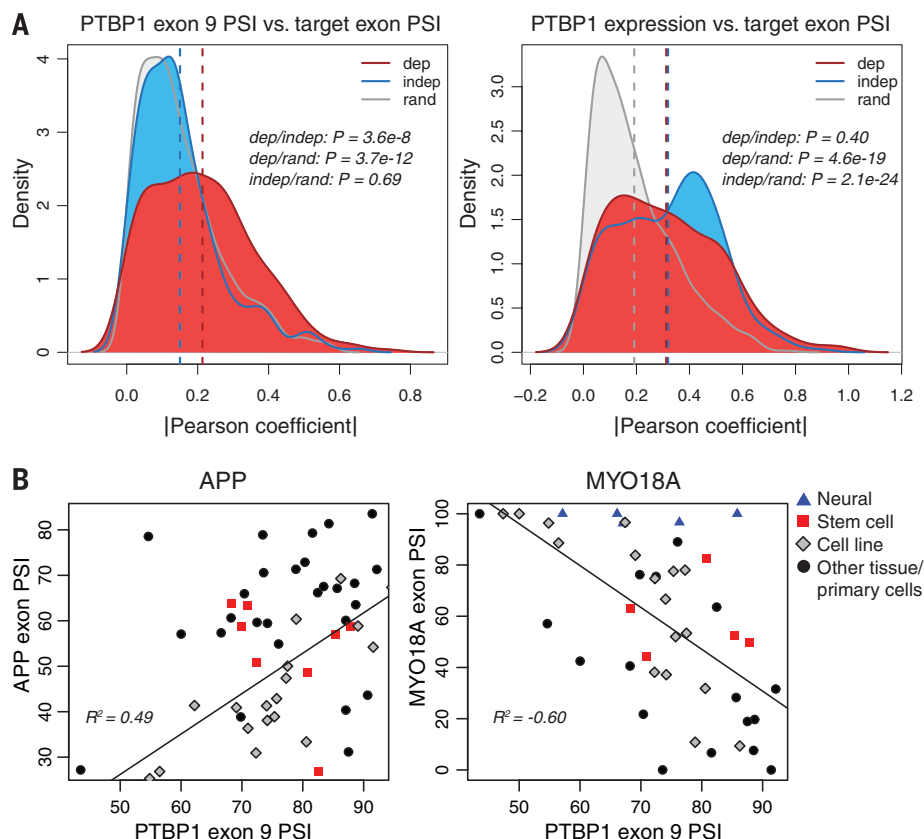 A
PTBP1 exon 9 PSI vs. target exon PSI
Density
0
1
2
3
4
dep
indep
rand
dep/indep: P = 3.6e-8
dep/rand: P = 3.7e-12
indep/rand: P = 0.69
0.0 0.2 0.4 0.6 0.8
|Pearson coefficient|
PTBP1 expression vs. target exon PSI
Density
0.0
0.5
1.0
1.5
2.0
2.5
3.0
dep
indep
rand
dep/indep: P = 0.40
dep/rand: P = 4.6e-19
indep/rand: P = 2.1e-24
−0.2 0.0 0.2 0.4 0.6 0.8 1.0 1.2
|Pearson coefficient|
B
APP
APP exon PSI
80
70
60
50
40
30
R² = 0.49
50 60 70 80 90
PTBP1 exon 9 PSI
MYO18A
MYO18A exon PSI
100
80
60
40
20
0
R² = -0.60
50 60 70 80 90
PTBP1 exon 9 PSI
Neural
Stem cell
Cell line
Other tissue/
primary cells